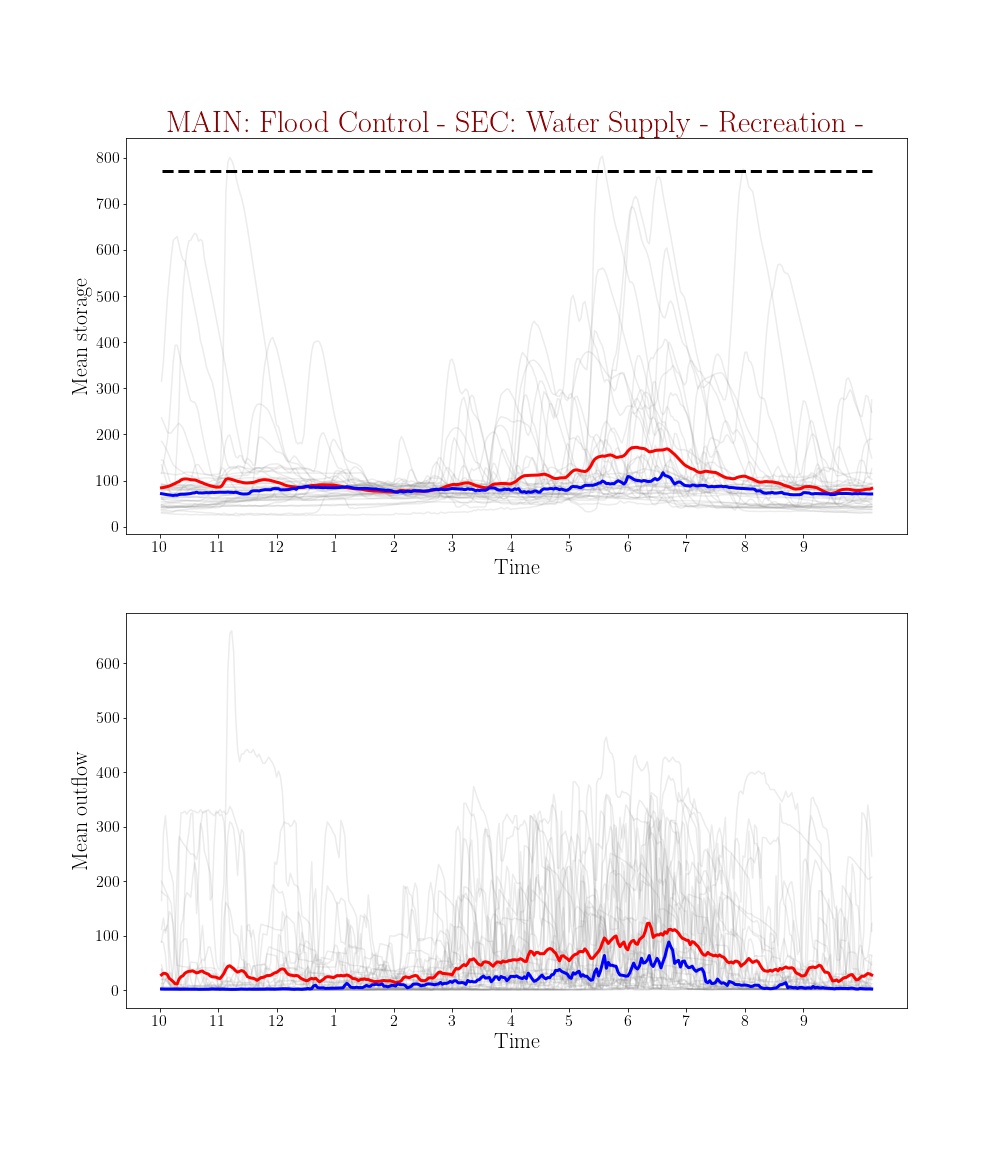 MAIN: Flood Control - SEC: Water Supply - Recreation -
800
700
600
500
400
300
200
100
0
Mean storage
10 11 12 1 2 3 4 5 6 7 8 9
Time
600
500
400
300
200
100
0
Mean outflow
10 11 12 1 2 3 4 5 6 7 8 9
Time